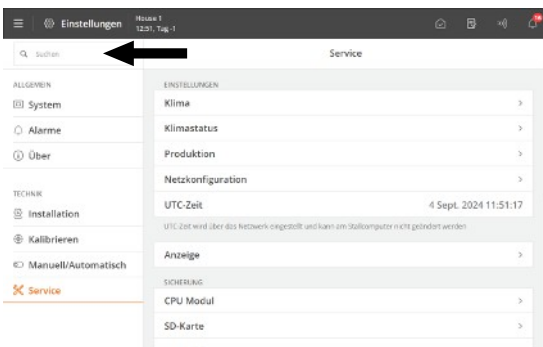 Einstellungen
House 1
12:51, Tag -1
Suchen
Service
ALLGEMEIN
System
Alarme
Über
TECHNIK
Installation
Kalibrieren
Manuell/Automatisch
Service
EINSTELLUNGEN
Klima
Klimastatus
Produktion
Netzkonfiguration
UTC-Zeit 4 Sept. 2024 11:51:17
UTC-Zeit wird über das Netzwerk eingestellt und kann am Stallcomputer nicht geändert werden
Anzeige
SICHERUNG
CPU Modul
SD-Karte